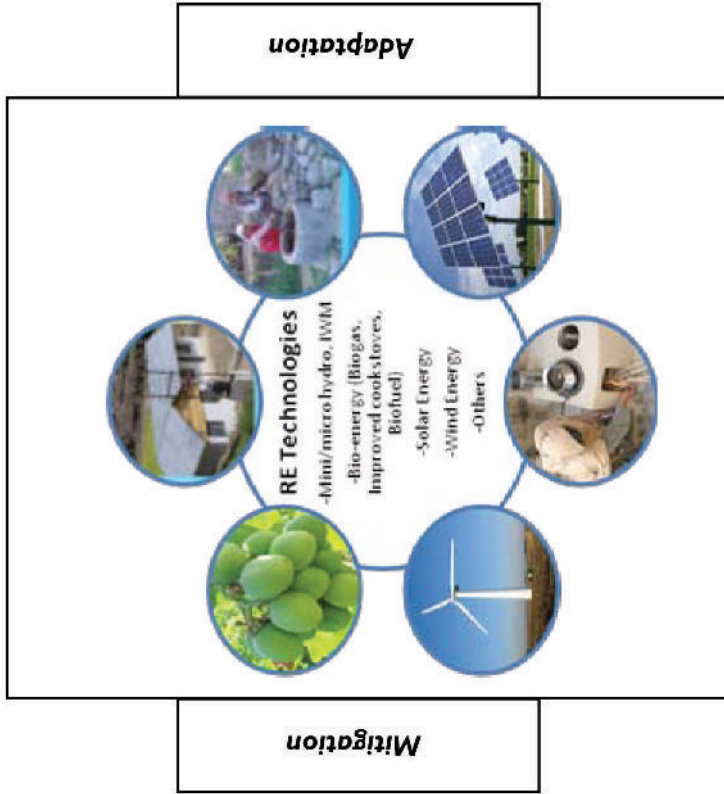 Adaptation
RE Technologies
-Mini/micro hydro, IWM
-Bio-energy (Biogas,
Improved cookstoves,
Biofuel)
-Solar Energy
-Wind Energy
-Others
Mitigation